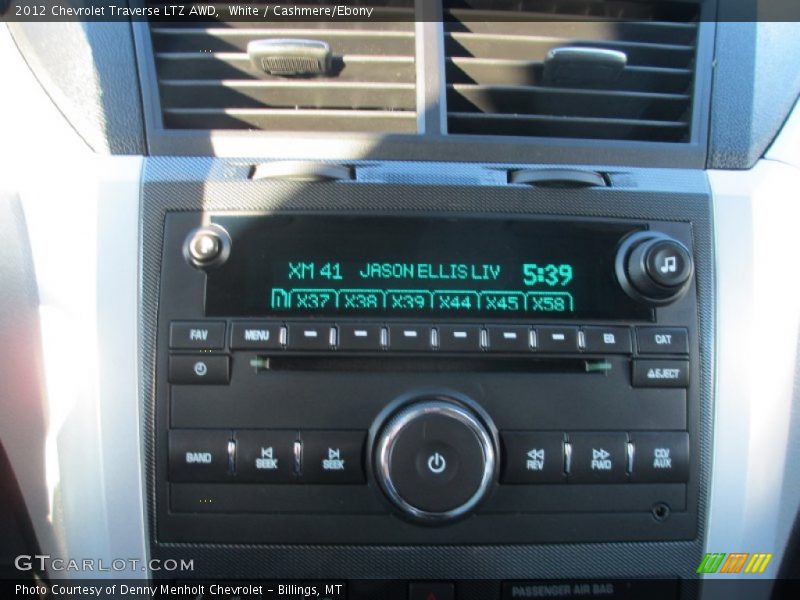 2012 Chevrolet Traverse LTZ AWD, White / Cashmere/Ebony
XM 41 JASON ELLIS LIV 5:39
X37 X38 X39 X44 X45 X58
FAV MENU EQ CAT
EJECT
BAND SEEK SEEK REV FWD CD/AUX
GTCARLOT.COM
PASSENGER AIR BAG
Photo Courtesy of Denny Menholt Chevrolet - Billings, MT